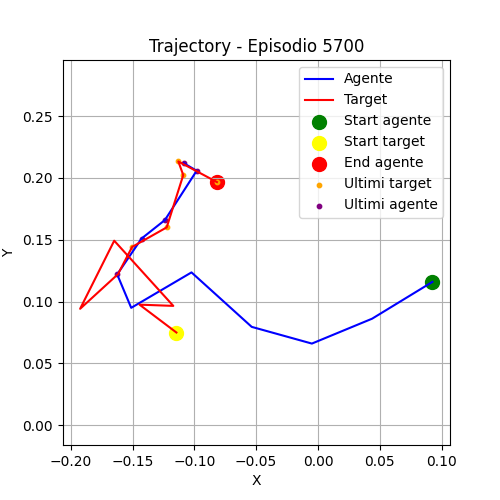 Trajectory - Episodio 5700
Agente
Target
Start agente
Start target
End agente
Ultimi target
Ultimi agente
Y
0.25
0.20
0.15
0.10
0.05
0.00
−0.20
−0.15
−0.10
−0.05
0.00
0.05
0.10
X